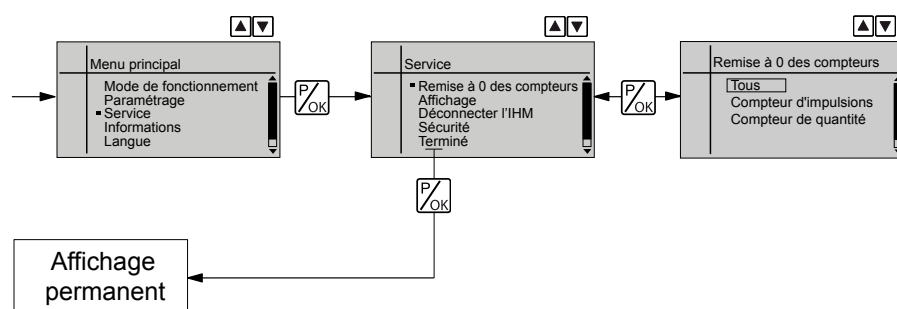 Menu principal
Mode de fonctionnement
Paramétrage
Service
Informations
Langue
P/OK
Service
Remise à 0 des compteurs
Affichage
Déconnecter l'IHM
Sécurité
Terminé
P/OK
Remise à 0 des compteurs
Tous
Compteur d'impulsions
Compteur de quantité
P/OK
Affichage
permanent